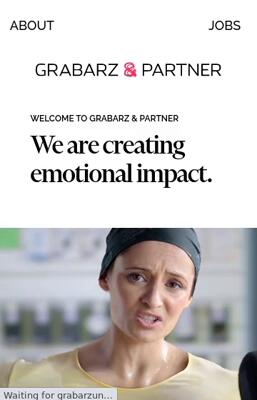 ABOUT JOBS
GRABARZ & PARTNER
WELCOME TO GRABARZ & PARTNER
We are creating
emotional impact.
Waiting for grabarzun...